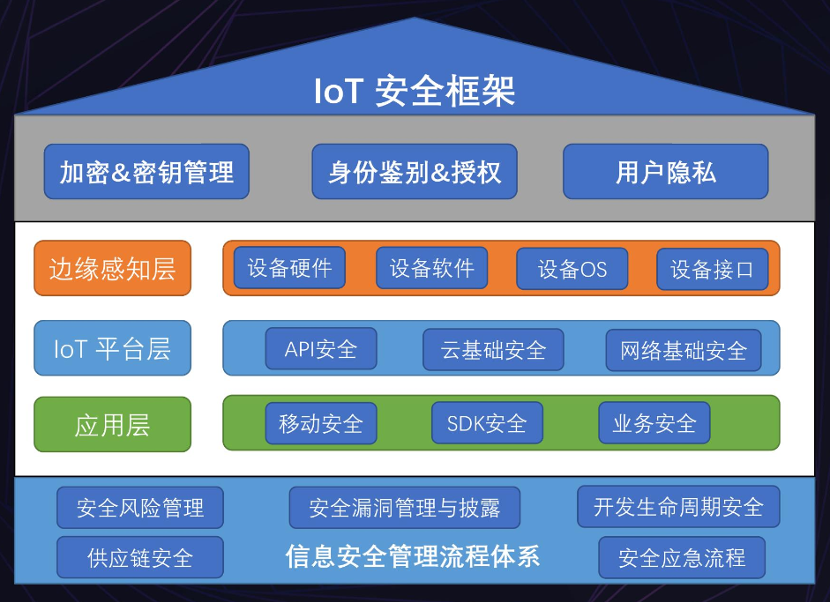 IoT 安全框架
加密&密钥管理 身份鉴别&授权 用户隐私
边缘感知层 设备硬件 设备软件 设备OS 设备接口
IoT 平台层 API安全 云基础安全 网络基础安全
应用层 移动安全 SDK安全 业务安全
安全风险管理 安全漏洞管理与披露 开发生命周期安全
供应链安全 信息安全管理流程体系 安全应急流程